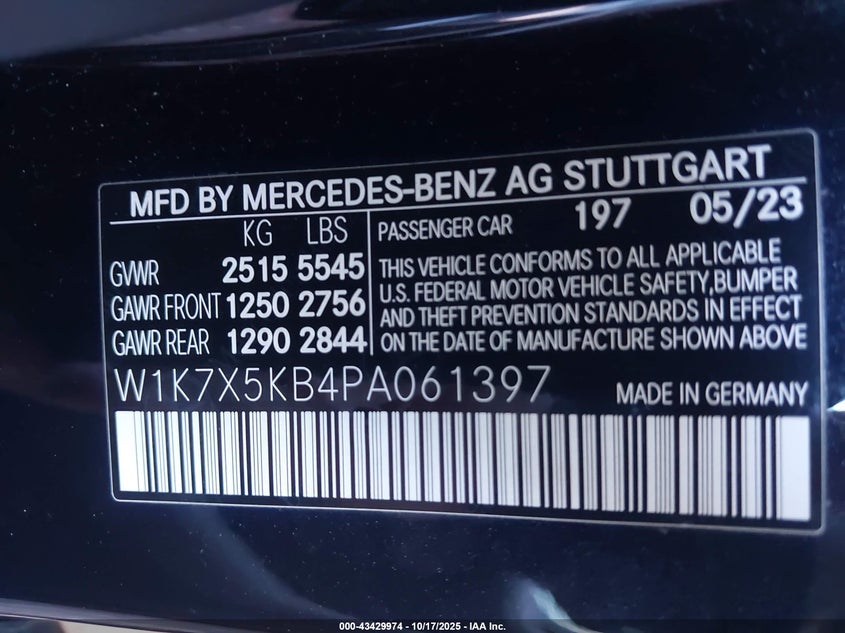 MFD BY MERCEDES-BENZ AG STUTTGART
KG LBS
GVWR 2515 5545
GAWR FRONT 1250 2756
GAWR REAR 1290 2844
PASSENGER CAR 197 05/23
THIS VEHICLE CONFORMS TO ALL APPLICABLE
U.S. FEDERAL MOTOR VEHICLE SAFETY,BUMPER
AND THEFT PREVENTION STANDARDS IN EFFECT
ON THE DATE OF MANUFACTURE SHOWN ABOVE
W1K7X5KB4PA061397 MADE IN GERMANY
000-43429974 - 10/17/2025 - IAA Inc.